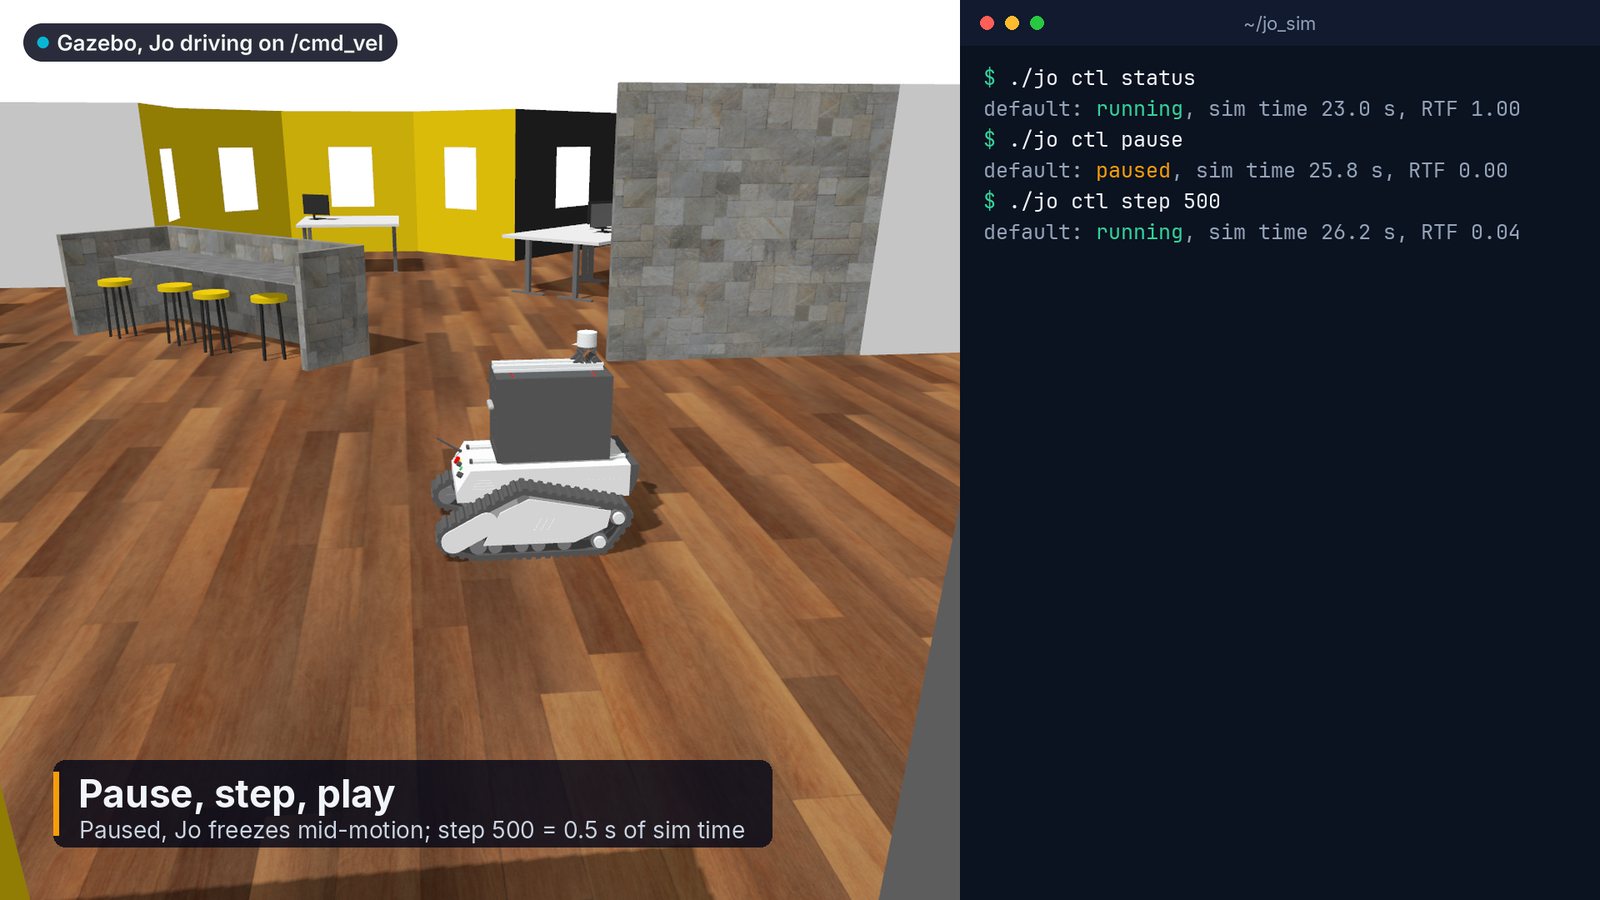 Gazebo, Jo driving on /cmd_vel
~/jo_sim
$ ./jo ctl status
default: running, sim time 23.0 s, RTF 1.00
$ ./jo ctl pause
default: paused, sim time 25.8 s, RTF 0.00
$ ./jo ctl step 500
default: running, sim time 26.2 s, RTF 0.04
Pause, step, play
Paused, Jo freezes mid-motion; step 500 = 0.5 s of sim time